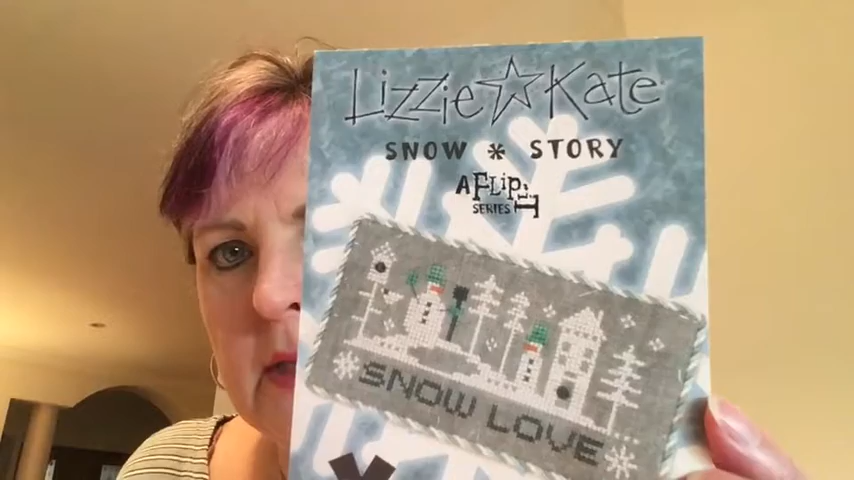 Lizzie☆Kate
SNOW * STORY
A FLip iT
SERIES
SNOW LOVE